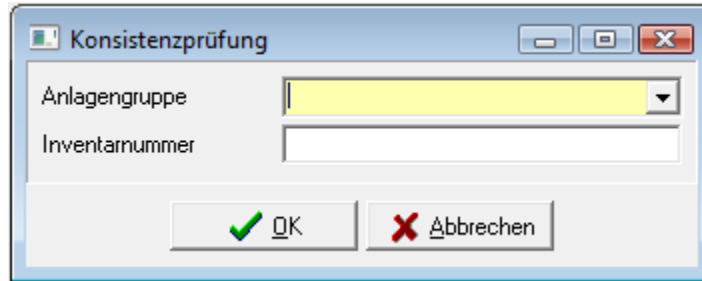 Konsistenzprüfung
Anlagengruppe
Inventarnummer
OK Abbrechen